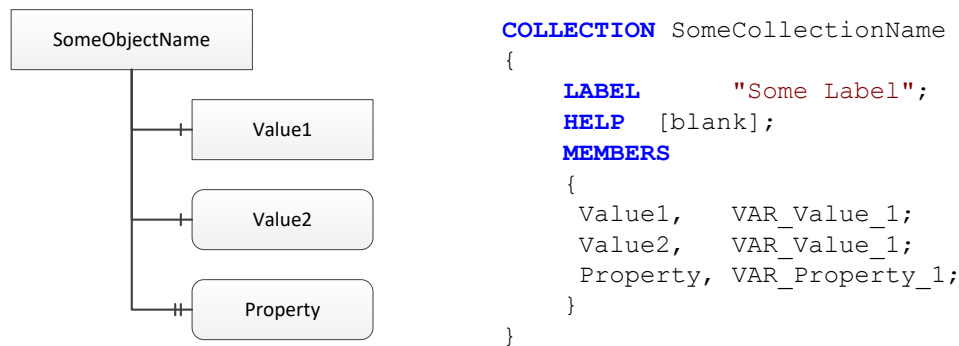 SomeObjectName
Value1
Value2
Property
COLLECTION SomeCollectionName
{
LABEL "Some Label";
HELP [blank];
MEMBERS
{
Value1, VAR_Value_1;
Value2, VAR_Value_1;
Property, VAR_Property_1;
}
}